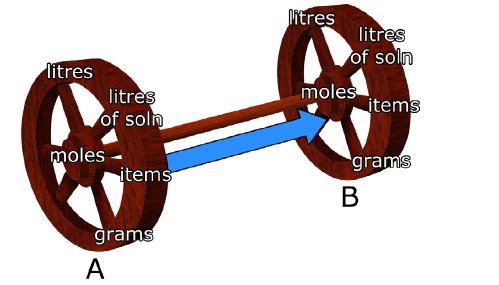 litres
litres
of soln
moles
items
grams
A
litres
litres
of soln
moles
items
grams
B